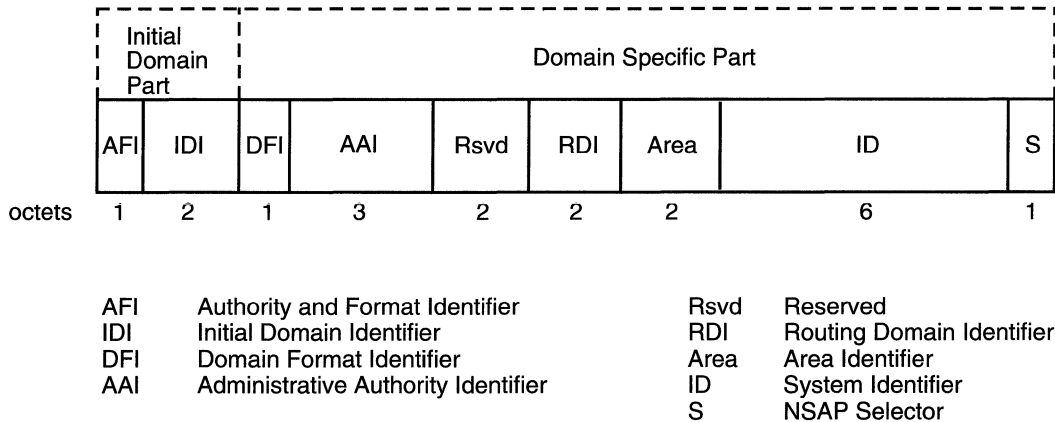 Initial
Domain
Part
Domain Specific Part
AFI IDI DFI AAI Rsvd RDI Area ID S
octets 1 2 1 3 2 2 2 6 1
AFI Authority and Format Identifier
IDI Initial Domain Identifier
DFI Domain Format Identifier
AAI Administrative Authority Identifier
Rsvd Reserved
RDI Routing Domain Identifier
Area Area Identifier
ID System Identifier
S NSAP Selector